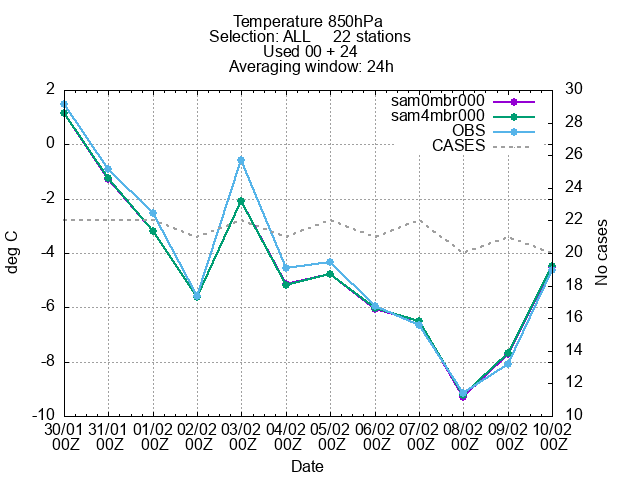 Temperature 850hPa
Selection: ALL 22 stations
Used 00 + 24
Averaging window: 24h
sam0mbr000
sam4mbr000
OBS
CASES
2
0
-2
-4
-6
-8
-10
deg C
30
28
26
24
22
20
18
16
14
12
10
No cases
30/01 31/01 01/02 02/02 03/02 04/02 05/02 06/02 07/02 08/02 09/02 10/02
00Z 00Z 00Z 00Z 00Z 00Z 00Z 00Z 00Z 00Z 00Z 00Z
Date